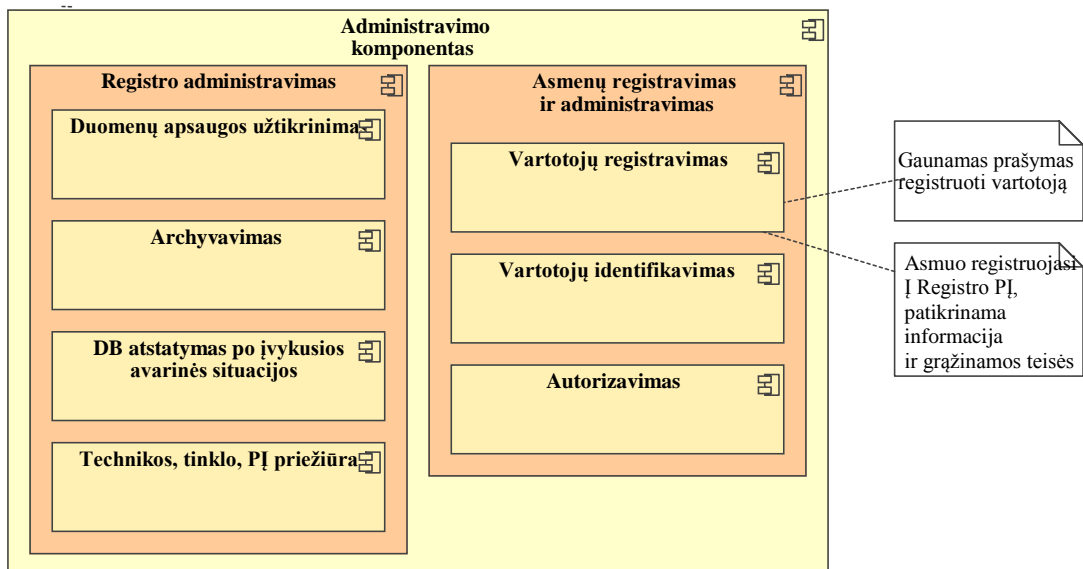 Administravimo
komponentas
Registro administravimas
Duomenų apsaugos užtikrinimas
Archyvavimas
DB atstatymas po įvykusios
avarinės situacijos
Technikos, tinklo, PĮ priežiūra
Asmenų registravimas
ir administravimas
Vartotojų registravimas
Vartotojų identifikavimas
Autorizavimas
Gaunamas prašymas
registruoti vartotoją
Asmuo registruojasi
Į Registro PĮ,
patikrinama
informacija
ir grąžinamos teisės